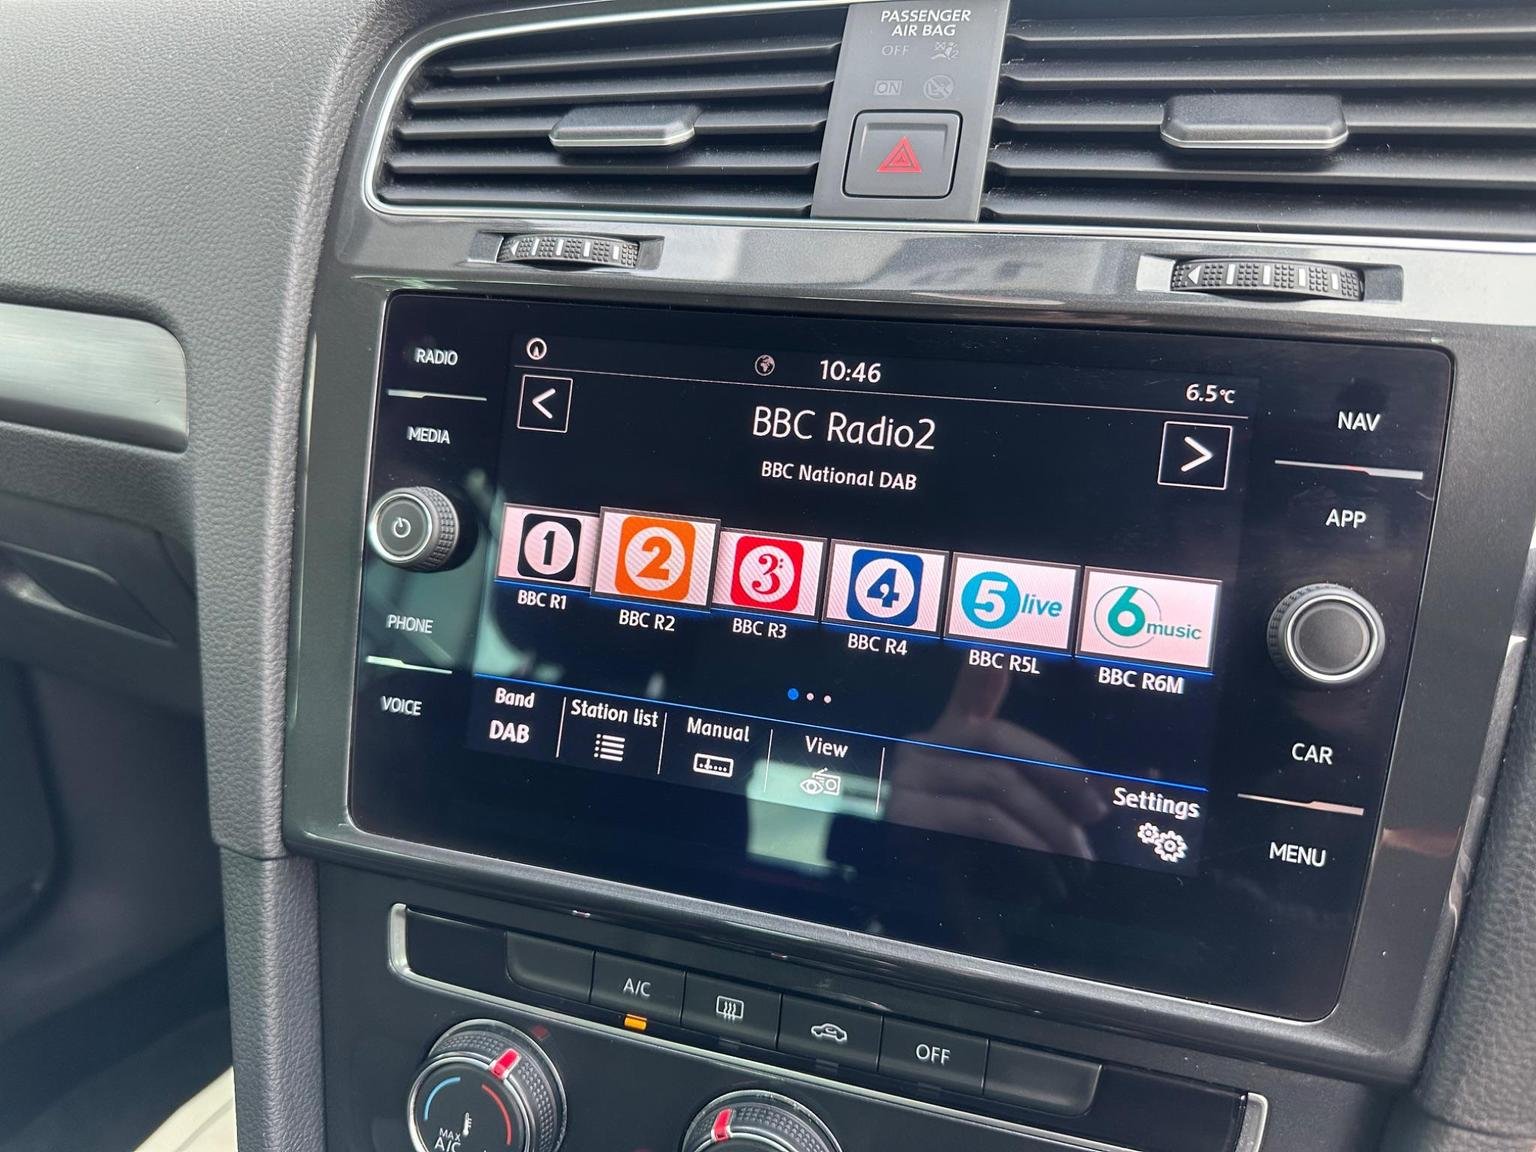 PASSENGER
AIR BAG
OFF
ON
RADIO
MEDIA
PHONE
VOICE
10:46
6.5°C
BBC Radio2
BBC National DAB
1
2
3
4
5 live
6 music
BBC R1
BBC R2
BBC R3
BBC R4
BBC R5L
BBC R6M
Band
DAB
Station list
Manual
View
Settings
NAV
APP
CAR
MENU
A/C
OFF
MAX
A/C